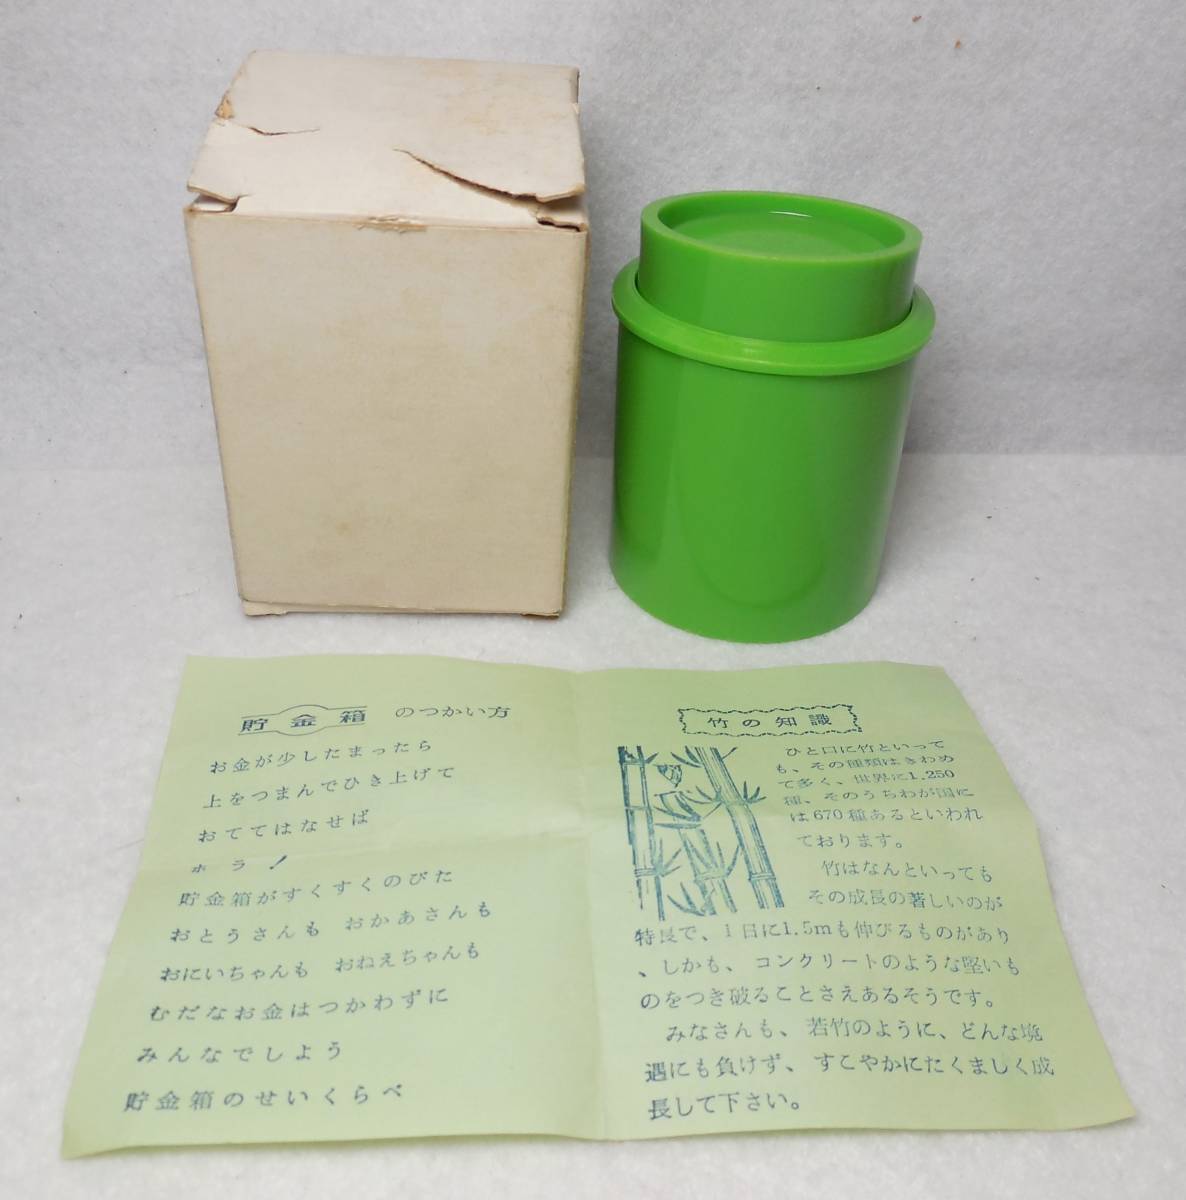 貯金箱のつかい方
お金が少したまったら
上をつまんでひき上げて
おててはなせば
ホラ！
貯金箱がすくすくのびた
おとうさんも おかあさんも
おにいちゃんも おねえちゃんも
むだなお金はつかわずに
みんなでしよう
貯金箱のせいくらべ
竹の知識
ひと口に竹といって
も、その種類はきわめ
て多く、世界に1,250
種、そのうちわが国に
は670種あるといわれ
ております。
竹はなんといっても
その成長の著しいのが
特長で、1日に1.5mも伸びるものがあり
、しかも、コンクリートのような堅いも
のをつき破ることさえあるそうです。
みなさんも、若竹のように、どんな境
遇にも負けず、すこやかにたくましく成
長して下さい。